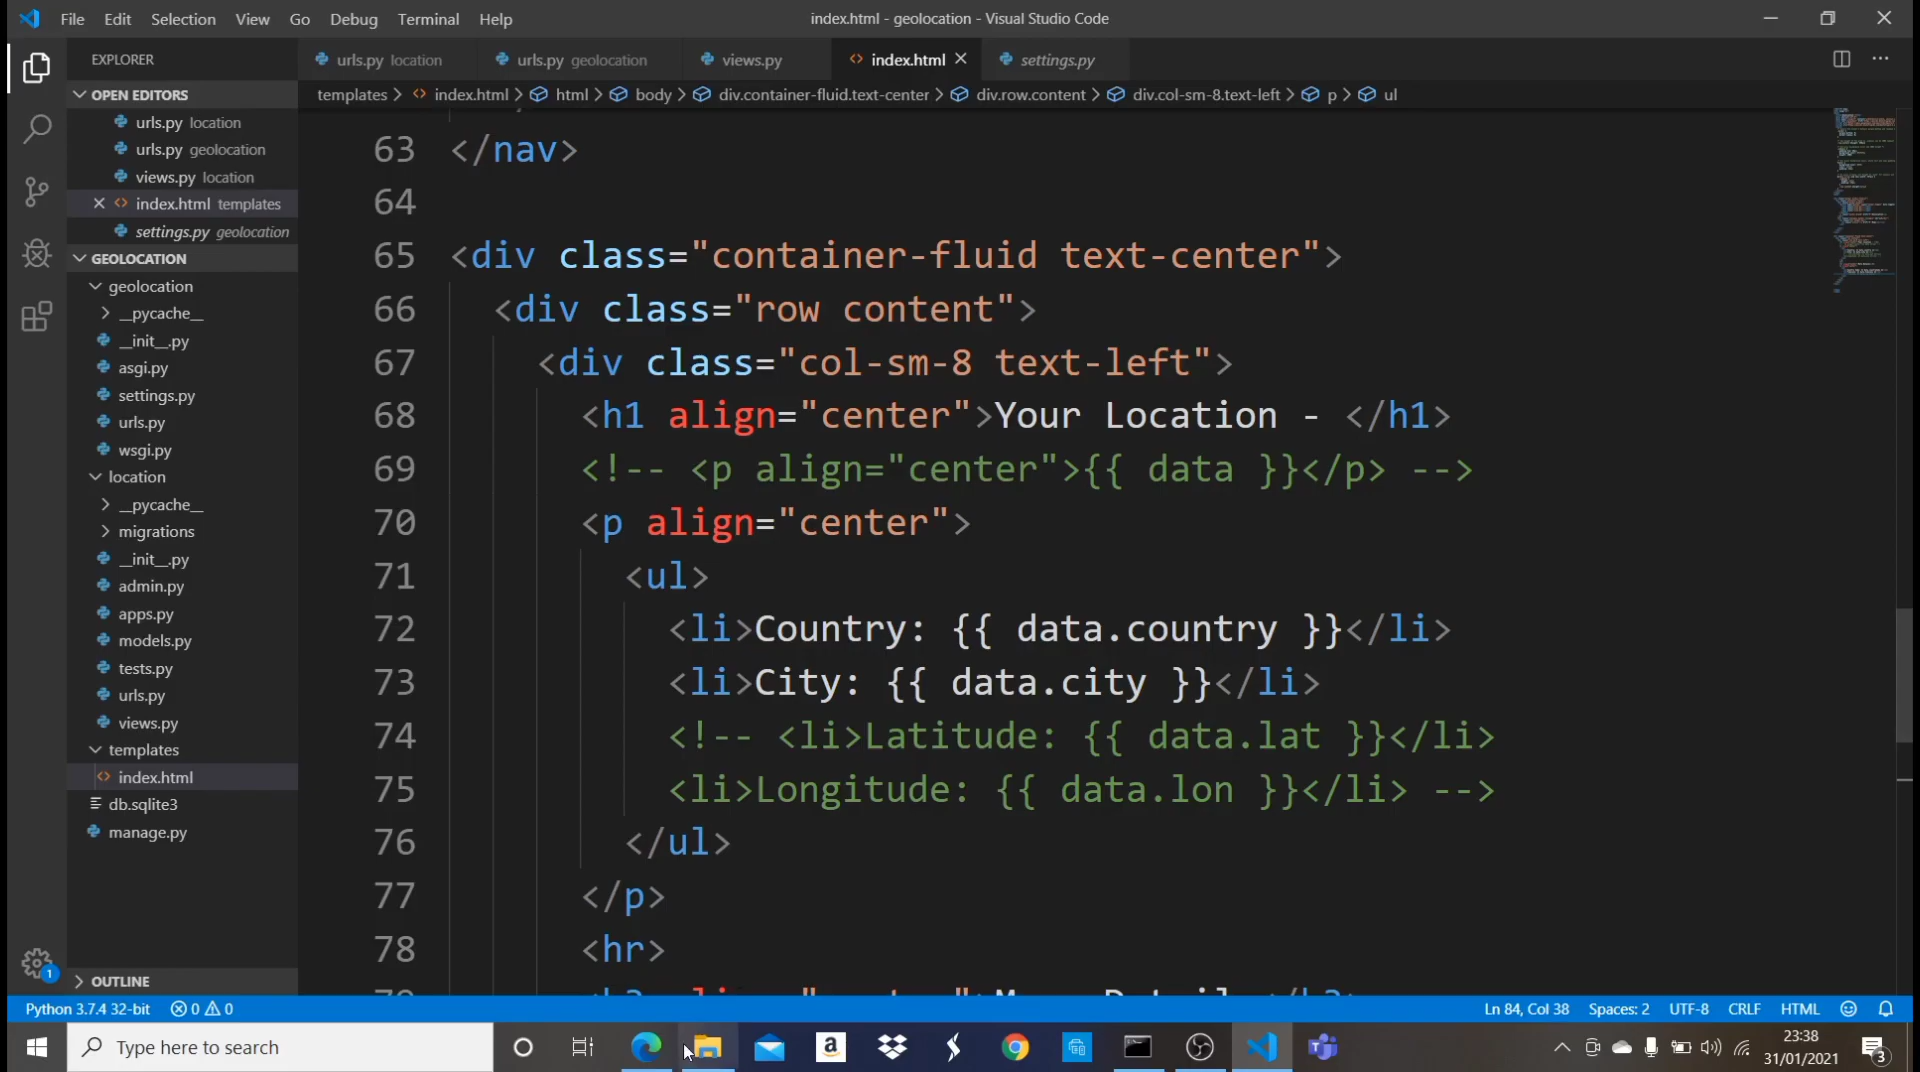 File Edit Selection View Go Debug Terminal Help
index.html - geolocation - Visual Studio Code
EXPLORER
OPEN EDITORS
urls.py location
urls.py geolocation
views.py location
index.html templates
settings.py geolocation
GEOLOCATION
geolocation
__pycache__
__init__.py
asgi.py
settings.py
urls.py
wsgi.py
location
__pycache__
migrations
__init__.py
admin.py
apps.py
models.py
tests.py
urls.py
views.py
templates
index.html
db.sqlite3
manage.py
OUTLINE
urls.py location urls.py geolocation views.py index.html settings.py
templates > index.html > html > body > div.container-fluid.text-center > div.row.content > div.col-sm-8.text-left > p > ul
63 </nav>
64
65 <div class="container-fluid text-center">
66 <div class="row content">
67 <div class="col-sm-8 text-left">
68 <h1 align="center">Your Location - </h1>
69 <!-- <p align="center">{{ data }}</p> -->
70 <p align="center">
71 <ul>
72 <li>Country: {{ data.country }}</li>
73 <li>City: {{ data.city }}</li>
74 <!-- <li>Latitude: {{ data.lat }}</li>
75 <li>Longitude: {{ data.lon }}</li> -->
76 </ul>
77 </p>
78 <hr>
1
Python 3.7.4 32-bit 0 0
Ln 84, Col 38 Spaces: 2 UTF-8 CRLF HTML
Type here to search
23:38
31/01/2021
3